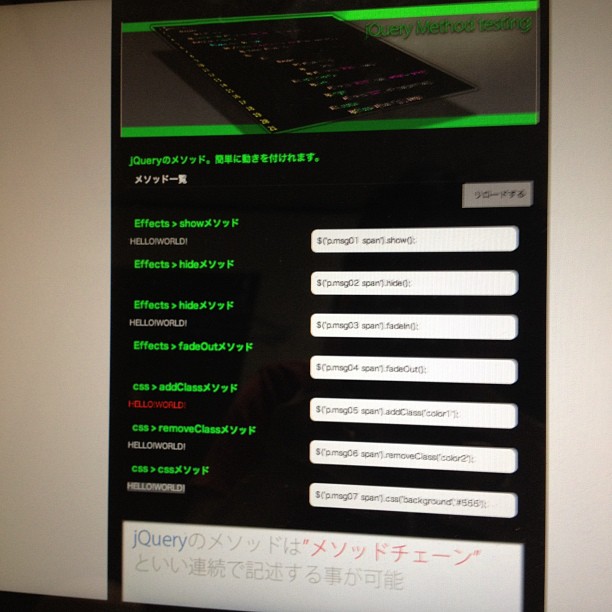 jQuery Method testing
jQueryのメソッド。簡単に動きを付けれます。
メソッド一覧
リロードする
Effects > showメソッド
HELLO!WORLD!
$('p.msg01 span').show();
Effects > hideメソッド
$('p.msg02 span').hide();
Effects > hideメソッド
HELLO!WORLD!
$('p.msg03 span').fadeIn();
Effects > fadeOutメソッド
$('p.msg04 span').fadeOut();
css > addClassメソッド
HELLO!WORLD!
$('p.msg05 span').addClass('color1');
css > removeClassメソッド
HELLO!WORLD!
$('p.msg06 span').removeClass('color2');
css > cssメソッド
HELLO!WORLD!
$('p.msg07 span').css('background','#555');
jQueryのメソッドは"メソッドチェーン"
といい連続で記述する事が可能